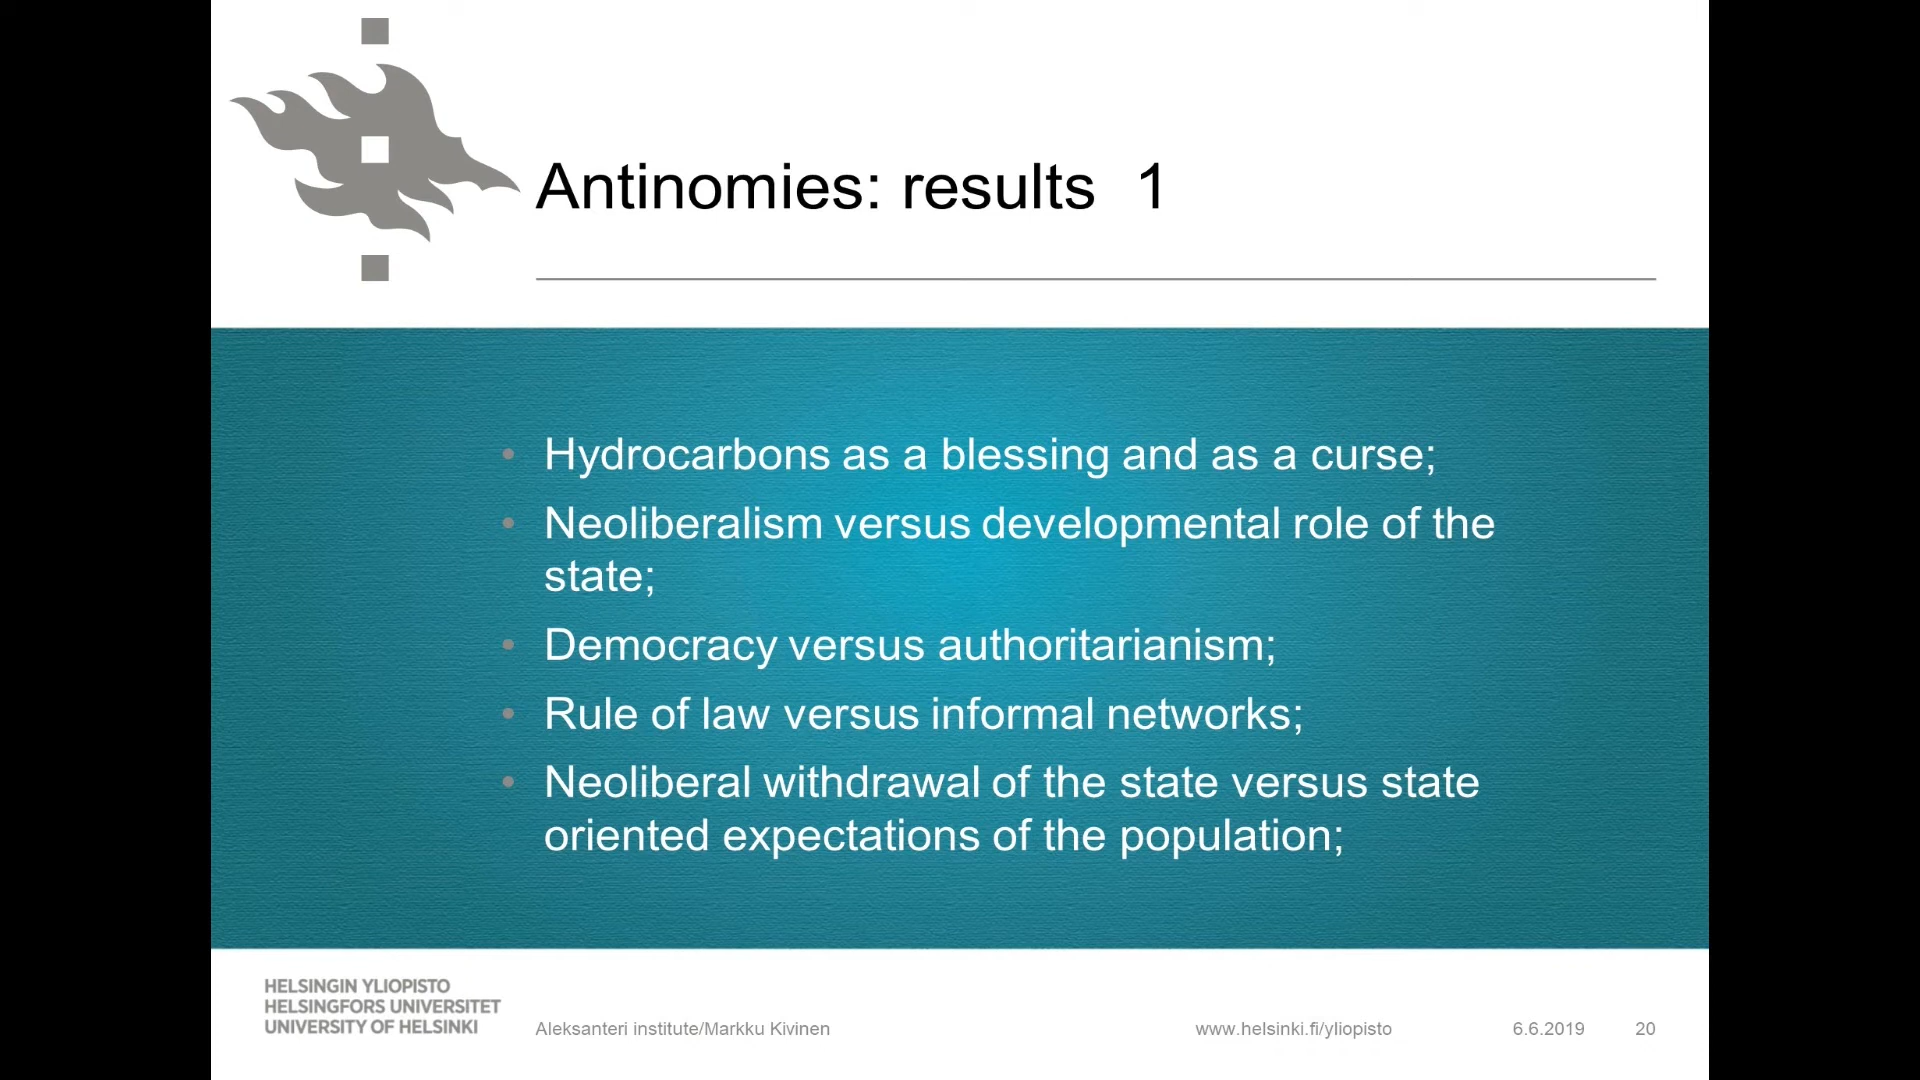 Antinomies: results 1
• Hydrocarbons as a blessing and as a curse;
• Neoliberalism versus developmental role of the
state;
• Democracy versus authoritarianism;
• Rule of law versus informal networks;
• Neoliberal withdrawal of the state versus state
oriented expectations of the population;
HELSINGIN YLIOPISTO
HELSINGFORS UNIVERSITET
UNIVERSITY OF HELSINKI
Aleksanteri institute/Markku Kivinen
www.helsinki.fi/yliopisto
6.6.2019
20